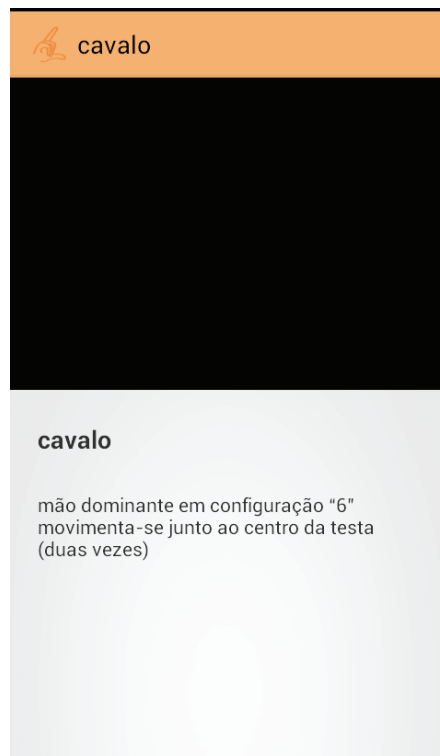 cavalo
cavalo
mão dominante em configuração “6”
movimenta-se junto ao centro da testa
(duas vezes)